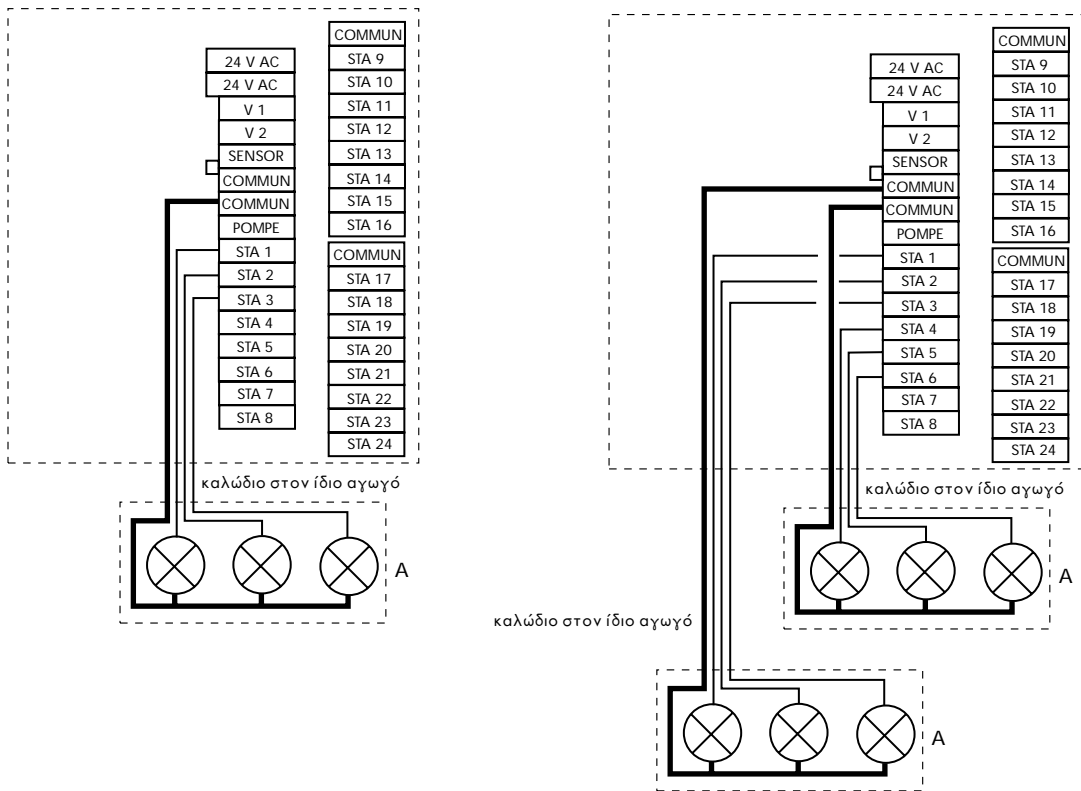 24 V AC
24 V AC
V 1
V 2
SENSOR
COMMUN
COMMUN
POMPE
STA 1
STA 2
STA 3
STA 4
STA 5
STA 6
STA 7
STA 8
COMMUN
STA 9
STA 10
STA 11
STA 12
STA 13
STA 14
STA 15
STA 16
COMMUN
STA 17
STA 18
STA 19
STA 20
STA 21
STA 22
STA 23
STA 24
καλώδιο στον ίδιο αγωγό
A
24 V AC
24 V AC
V 1
V 2
SENSOR
COMMUN
COMMUN
POMPE
STA 1
STA 2
STA 3
STA 4
STA 5
STA 6
STA 7
STA 8
COMMUN
STA 9
STA 10
STA 11
STA 12
STA 13
STA 14
STA 15
STA 16
COMMUN
STA 17
STA 18
STA 19
STA 20
STA 21
STA 22
STA 23
STA 24
καλώδιο στον ίδιο αγωγό
A
καλώδιο στον ίδιο αγωγό
A